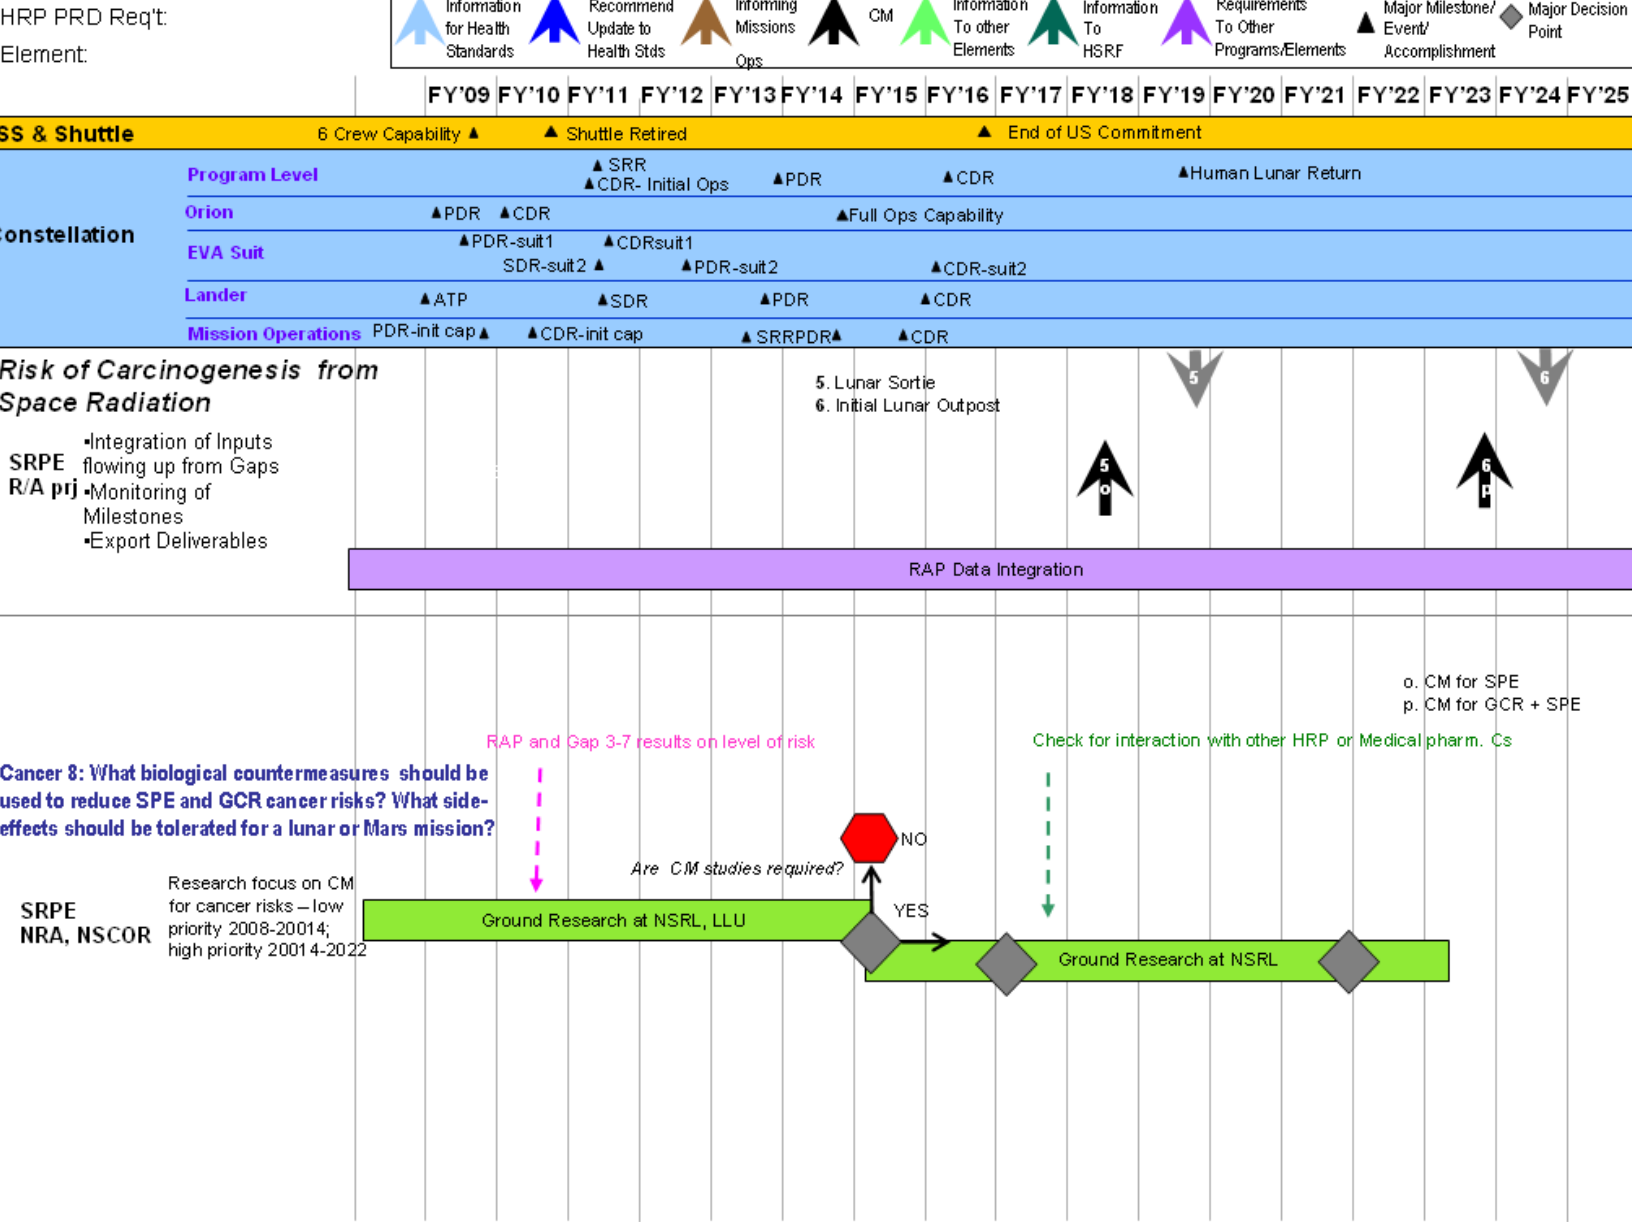 HRP PRD Req't:
Element:
Information
for Health
Standards
Recommend
Update to
Health Stds
Informing
Missions
Ops
CM
Information
To other
Elements
Information
To
HSRF
Requirements
To Other
Programs/Elements
Major Milestone/
Event/
Accomplishment
Major Decision
Point
FY'09 FY'10 FY'11 FY'12 FY'13 FY'14 FY'15 FY'16 FY'17 FY'18 FY'19 FY'20 FY'21 FY'22 FY'23 FY'24 FY'25
SS & Shuttle 6 Crew Capability Shuttle Retired End of US Commitment
onstellation
Program Level SRR
CDR- Initial Ops PDR CDR Human Lunar Return
Orion PDR CDR Full Ops Capability
EVA Suit PDR-suit1 CDRsuit1
SDR-suit2 PDR-suit2 CDR-suit2
Lander ATP SDR PDR CDR
Mission Operations PDR-init cap CDR-init cap SRRPDR CDR
Risk of Carcinogenesis from
Space Radiation
5. Lunar Sortie
6. Initial Lunar Outpost
5
6
SRPE
R/A prj
▪Integration of Inputs
flowing up from Gaps
▪Monitoring of
Milestones
▪Export Deliverables
5
o
6
p
RAP Data Integration
o. CM for SPE
p. CM for GCR + SPE
RAP and Gap 3-7 results on level of risk
Check for interaction with other HRP or Medical pharm. Cs
Cancer 8: What biological countermeasures should be
used to reduce SPE and GCR cancer risks? What side-
effects should be tolerated for a lunar or Mars mission?
NO
Are CM studies required?
YES
SRPE
NRA, NSCOR
Research focus on CM
for cancer risks – low
priority 2008-20014;
high priority 20014-2022
Ground Research at NSRL, LLU
Ground Research at NSRL